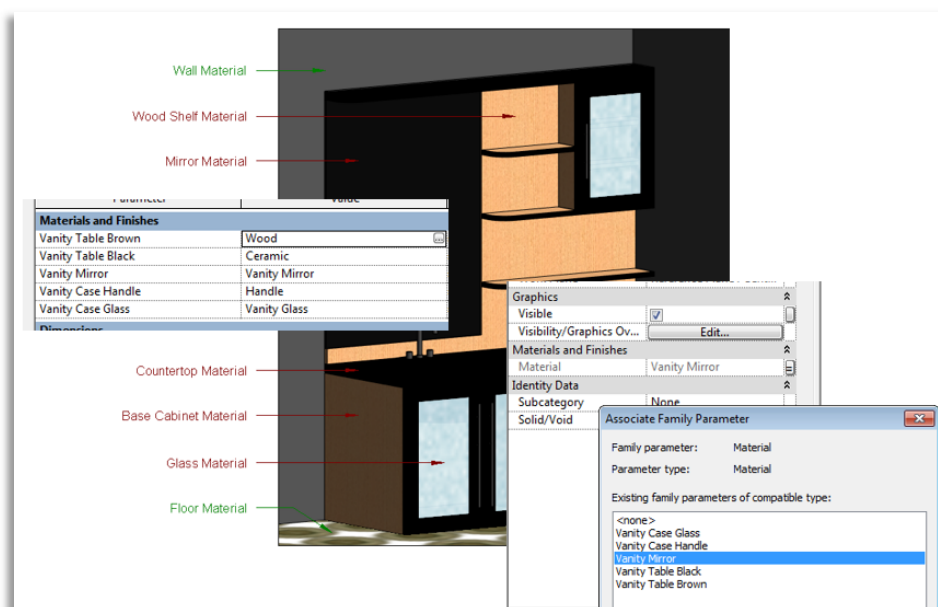 Wall Material
Wood Shelf Material
Mirror Material
Parameter Value
Materials and Finishes
Vanity Table Brown Wood
Vanity Table Black Ceramic
Vanity Mirror Vanity Mirror
Vanity Case Handle Handle
Vanity Case Glass Vanity Glass
Dimensions
Countertop Material
Base Cabinet Material
Glass Material
Floor Material
Graphics
Visible
Visibility/Graphics Ov... Edit...
Materials and Finishes
Material Vanity Mirror
Identity Data
Subcategory None
Solid/Void
Associate Family Parameter
Family parameter: Material
Parameter type: Material
Existing family parameters of compatible type:
<none>
Vanity Case Glass
Vanity Case Handle
Vanity Mirror
Vanity Table Black
Vanity Table Brown